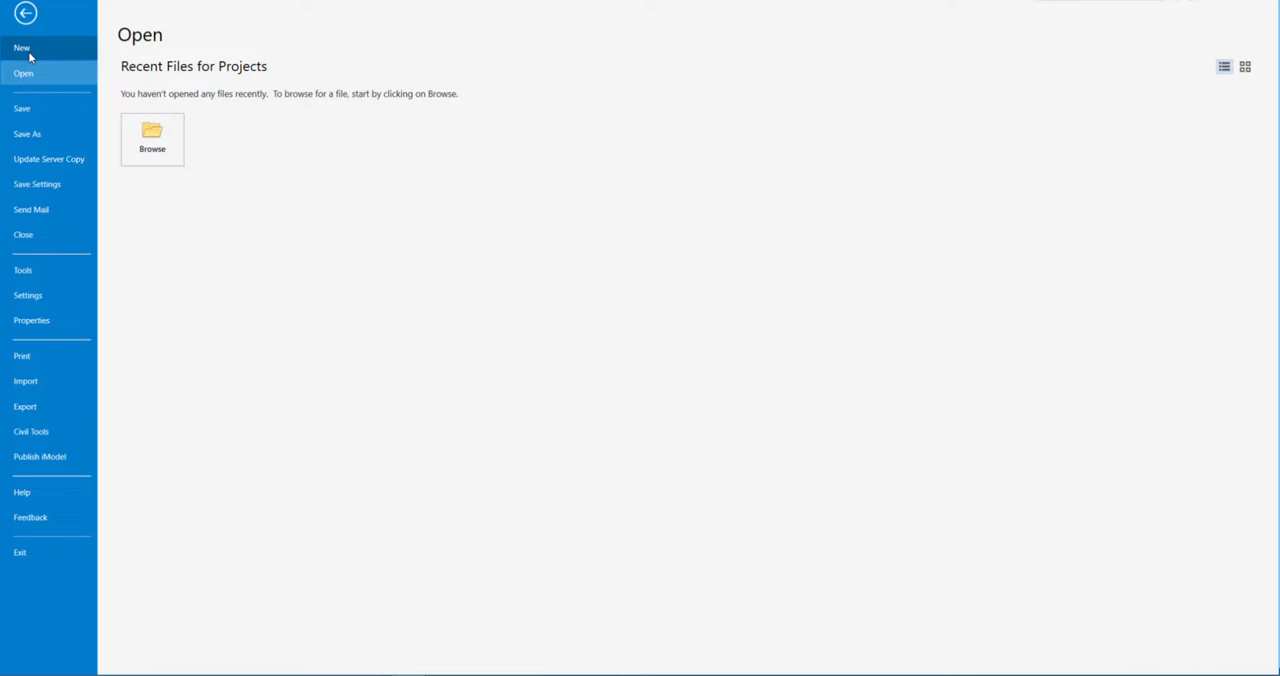 New
Open
Save
Save As
Update Server Copy
Save Settings
Send Mail
Close
Tools
Settings
Properties
Print
Import
Export
Civil Tools
Publish iModel
Help
Feedback
Exit
Open
Recent Files for Projects
You haven't opened any files recently. To browse for a file, start by clicking on Browse.
Browse